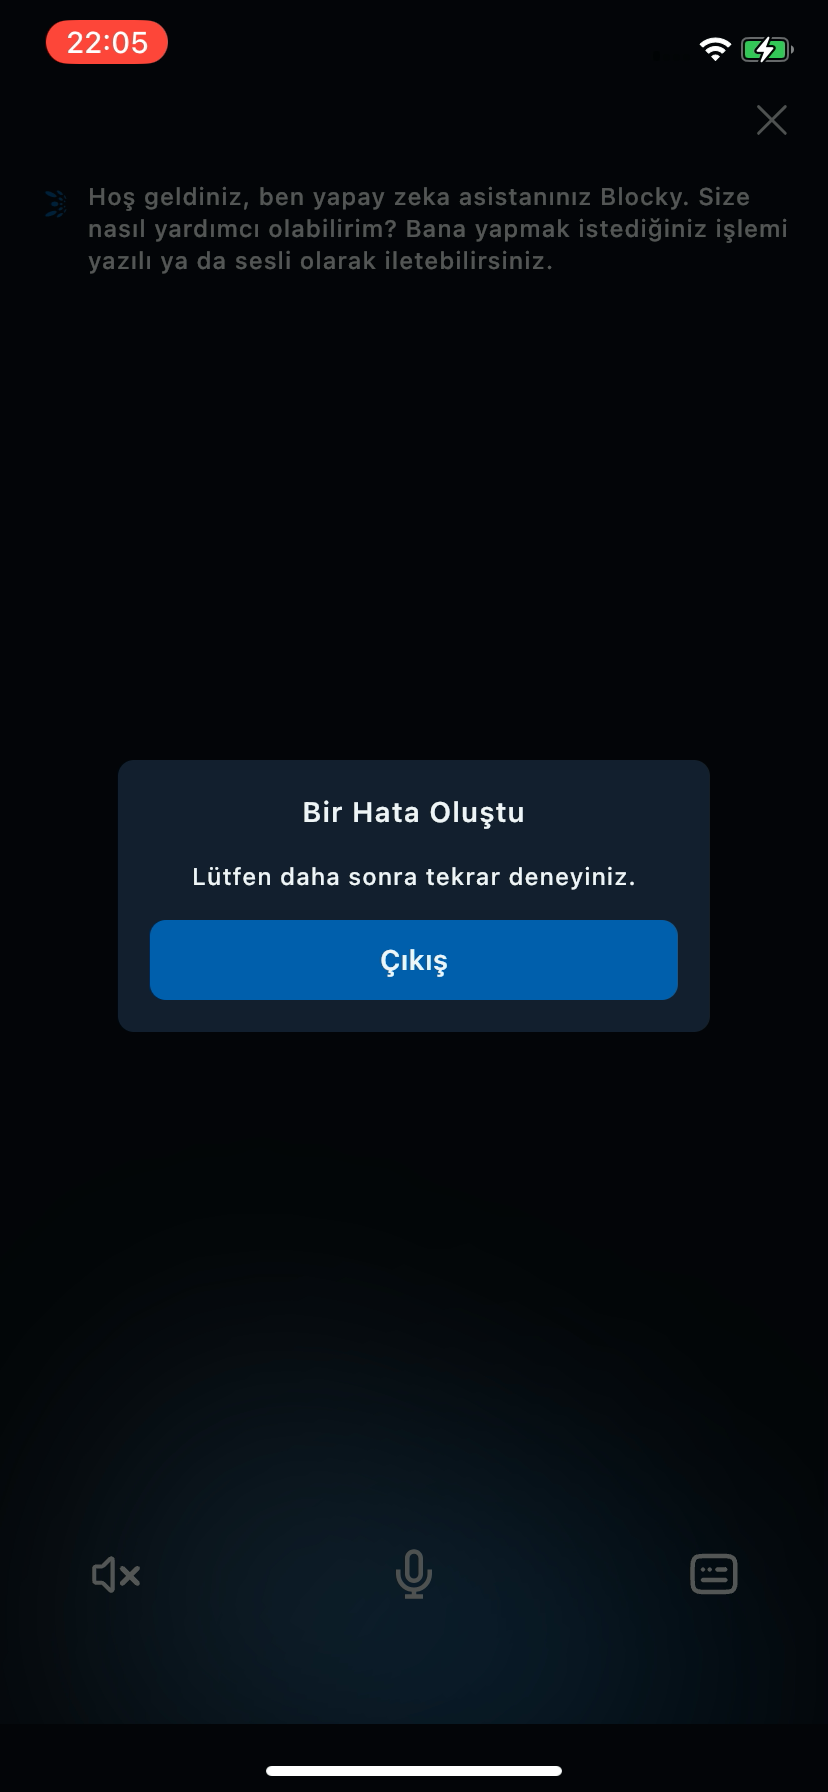 22:05
Hoş geldiniz, ben yapay zeka asistanınız Blocky. Size
nasıl yardımcı olabilirim? Bana yapmak istediğiniz işlemi
yazılı ya da sesli olarak iletebilirsiniz.
Bir Hata Oluştu
Lütfen daha sonra tekrar deneyiniz.
Çıkış